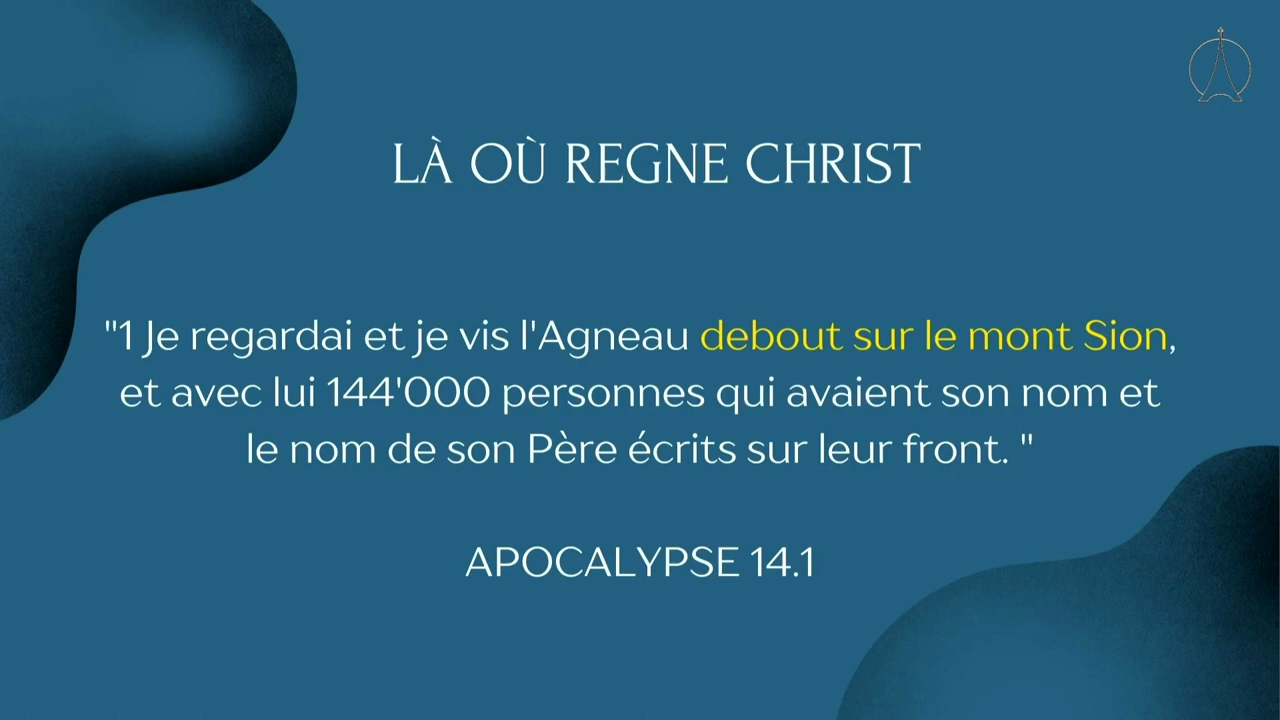 LÀ OÙ REGNE CHRIST
"1 Je regardai et je vis l'Agneau debout sur le mont Sion,
et avec lui 144'000 personnes qui avaient son nom et
le nom de son Père écrits sur leur front. "
APOCALYPSE 14.1